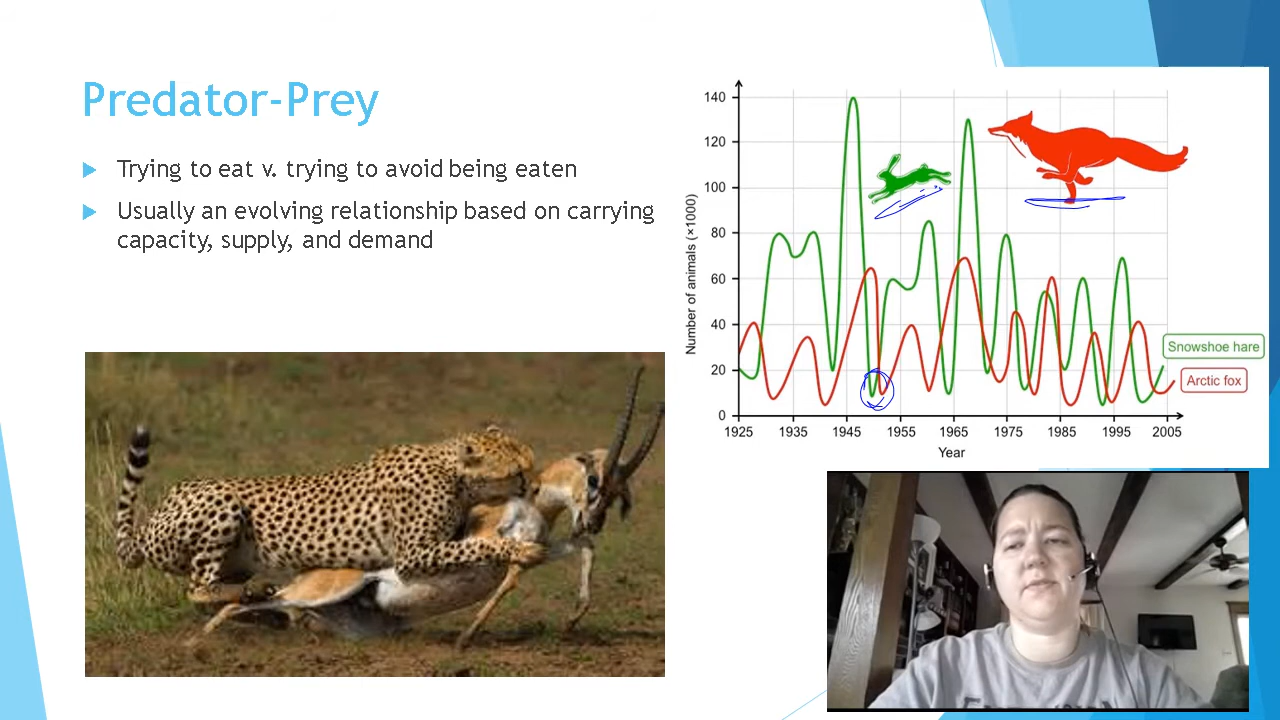 Predator-Prey
Trying to eat v. trying to avoid being eaten
Usually an evolving relationship based on carrying
capacity, supply, and demand
Number of animals (×1000)
140
120
100
80
60
40
20
0
1925 1935 1945 1955 1965 1975 1985 1995 2005
Year
Snowshoe hare
Arctic fox